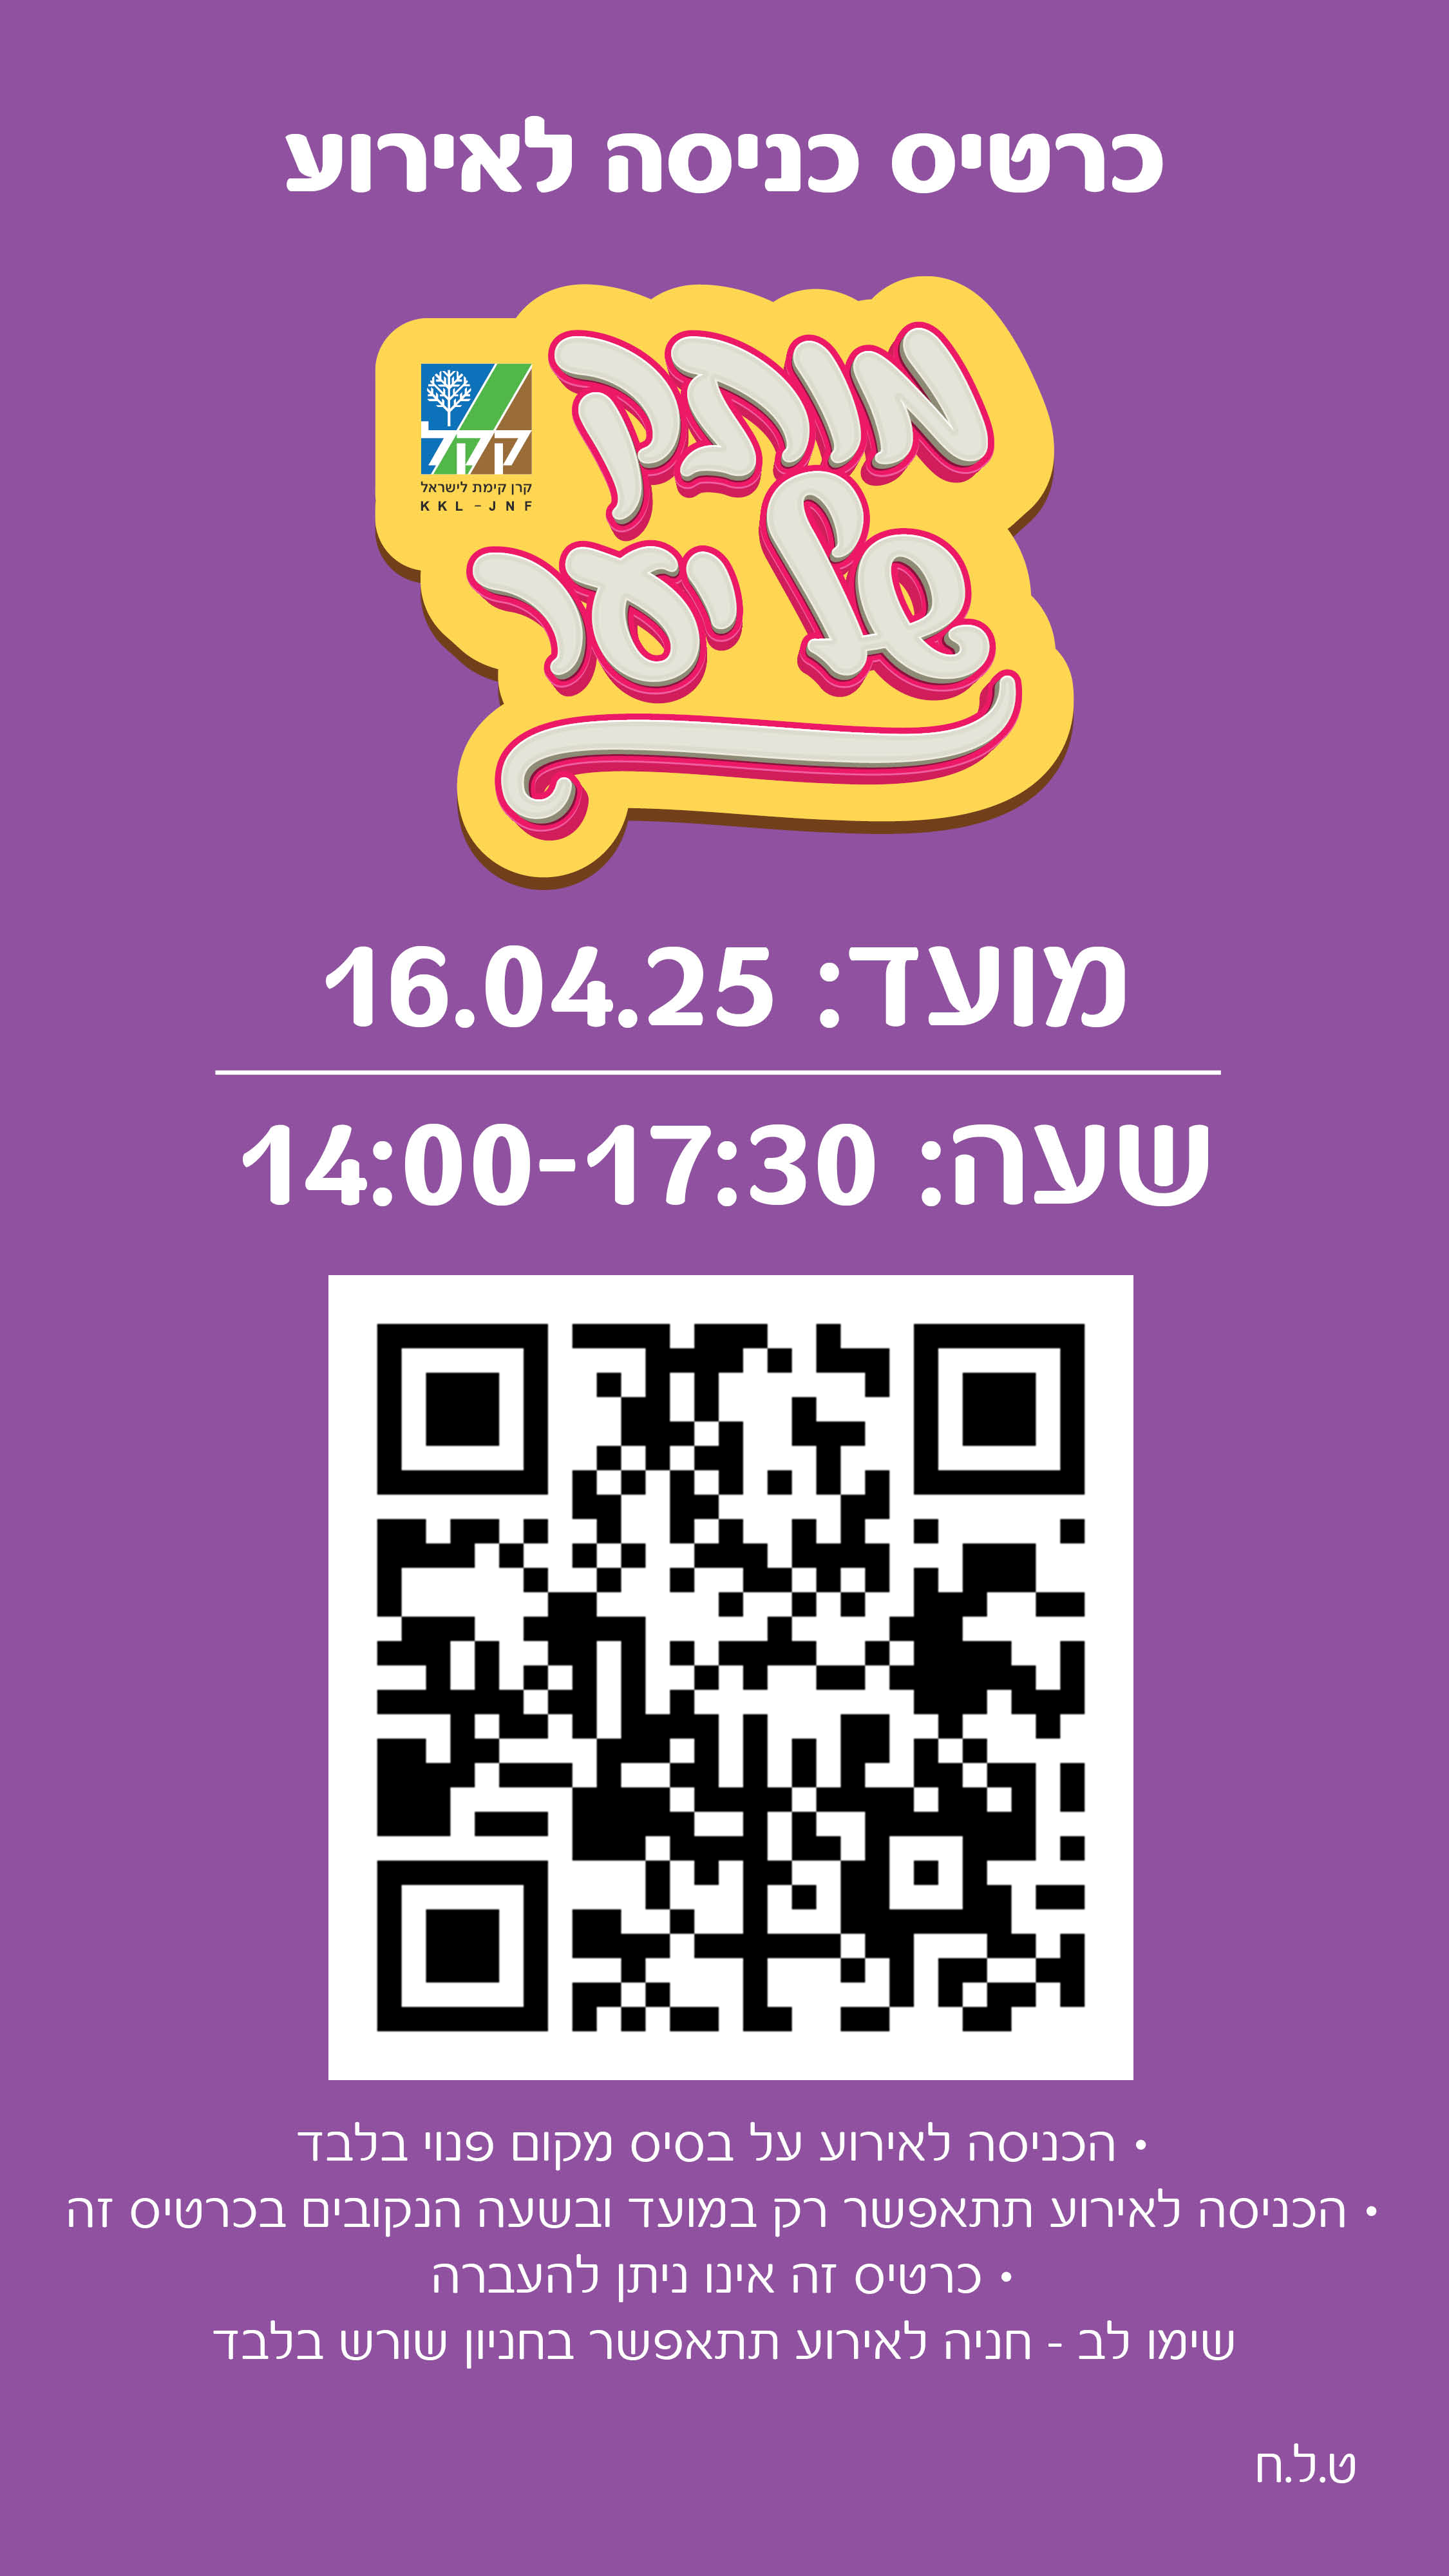 כרטיס כניסה לאירוע
מותק
של יער
קקל
קרן קימת לישראל
KKL-JNF
מועד: 16.04.25
שעה: 14:00-17:30
• הכניסה לאירוע על בסיס מקום פנוי בלבד
• הכניסה לאירוע תתאפשר רק במועד ובשעה הנקובים בכרטיס זה
• כרטיס זה אינו ניתן להעברה
שימו לב - חניה לאירוע תתאפשר בחניון שורש בלבד
ט.ל.ח